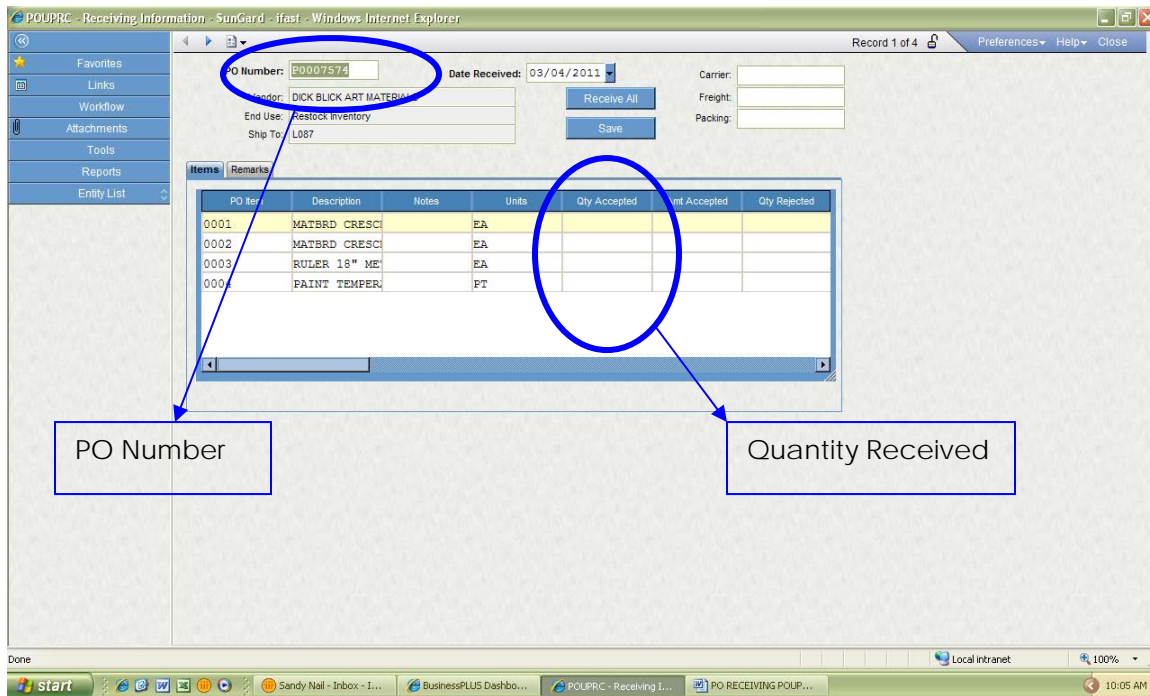 POUPRC - Receiving Information - SunGard - ifast - Windows Internet Explorer
Record 1 of 4 Preferences Help Close
Favorites
Links
Workflow
Attachments
Tools
Reports
Entity List
PO Number: P0007574 Date Received: 03/04/2011 Carrier:
DICK BLICK ART Receive All Freight:
End Use: Restock Inventory Packing:
Ship To: L087 Save
Items Remarks
PO Item Description Notes Units Qty Accepted Amt Accepted Qty Rejected
0001 MATBRD CRESC EA
0002 MATBRD CRESC EA
0003 RULER 18" ME EA
0004 PAINT TEMPER PT
PO Number Quantity Received
Done Local intranet 100%
start Sandy Nail - Inbox - I... BusinessPLUS Dashbo... POUPRC - Receiving I... PO RECEIVING POUP... 10:05 AM